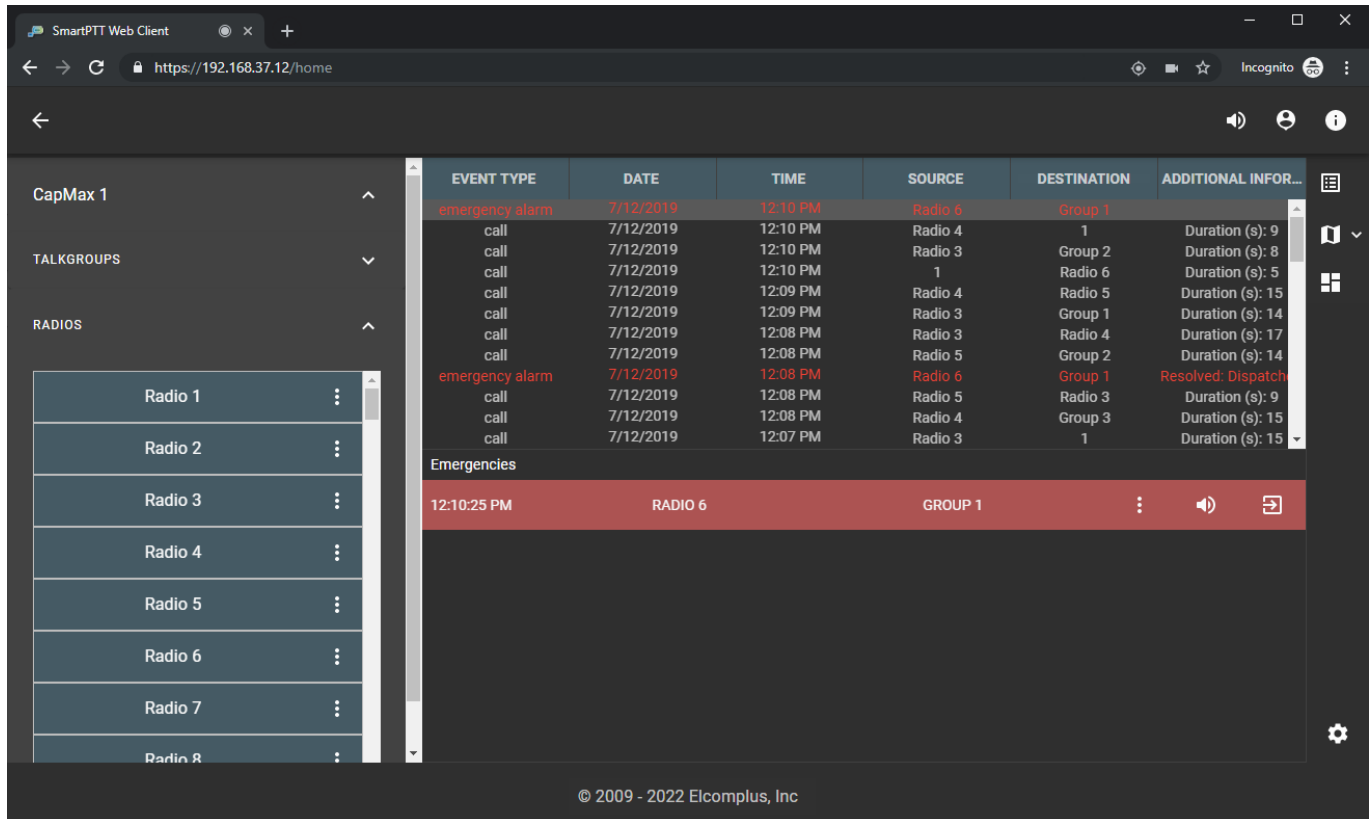 SmartPTT Web Client
https://192.168.37.12/home
Incognito
CapMax 1
TALKGROUPS
RADIOS
Radio 1
Radio 2
Radio 3
Radio 4
Radio 5
Radio 6
Radio 7
Radio 8
EVENT TYPE DATE TIME SOURCE DESTINATION ADDITIONAL INFOR...
emergency alarm 7/12/2019 12:10 PM Radio 6 Group 1
call 7/12/2019 12:10 PM Radio 4 1 Duration (s): 9
call 7/12/2019 12:10 PM Radio 3 Group 2 Duration (s): 8
call 7/12/2019 12:10 PM 1 Radio 6 Duration (s): 5
call 7/12/2019 12:09 PM Radio 4 Radio 5 Duration (s): 15
call 7/12/2019 12:09 PM Radio 3 Group 1 Duration (s): 14
call 7/12/2019 12:08 PM Radio 3 Radio 4 Duration (s): 17
call 7/12/2019 12:08 PM Radio 5 Group 2 Duration (s): 14
emergency alarm 7/12/2019 12:08 PM Radio 6 Group 1 Resolved: Dispatch
call 7/12/2019 12:08 PM Radio 5 Radio 3 Duration (s): 9
call 7/12/2019 12:08 PM Radio 4 Group 3 Duration (s): 15
call 7/12/2019 12:07 PM Radio 3 1 Duration (s): 15
Emergencies
12:10:25 PM RADIO 6 GROUP 1
© 2009 - 2022 Elcomplus, Inc